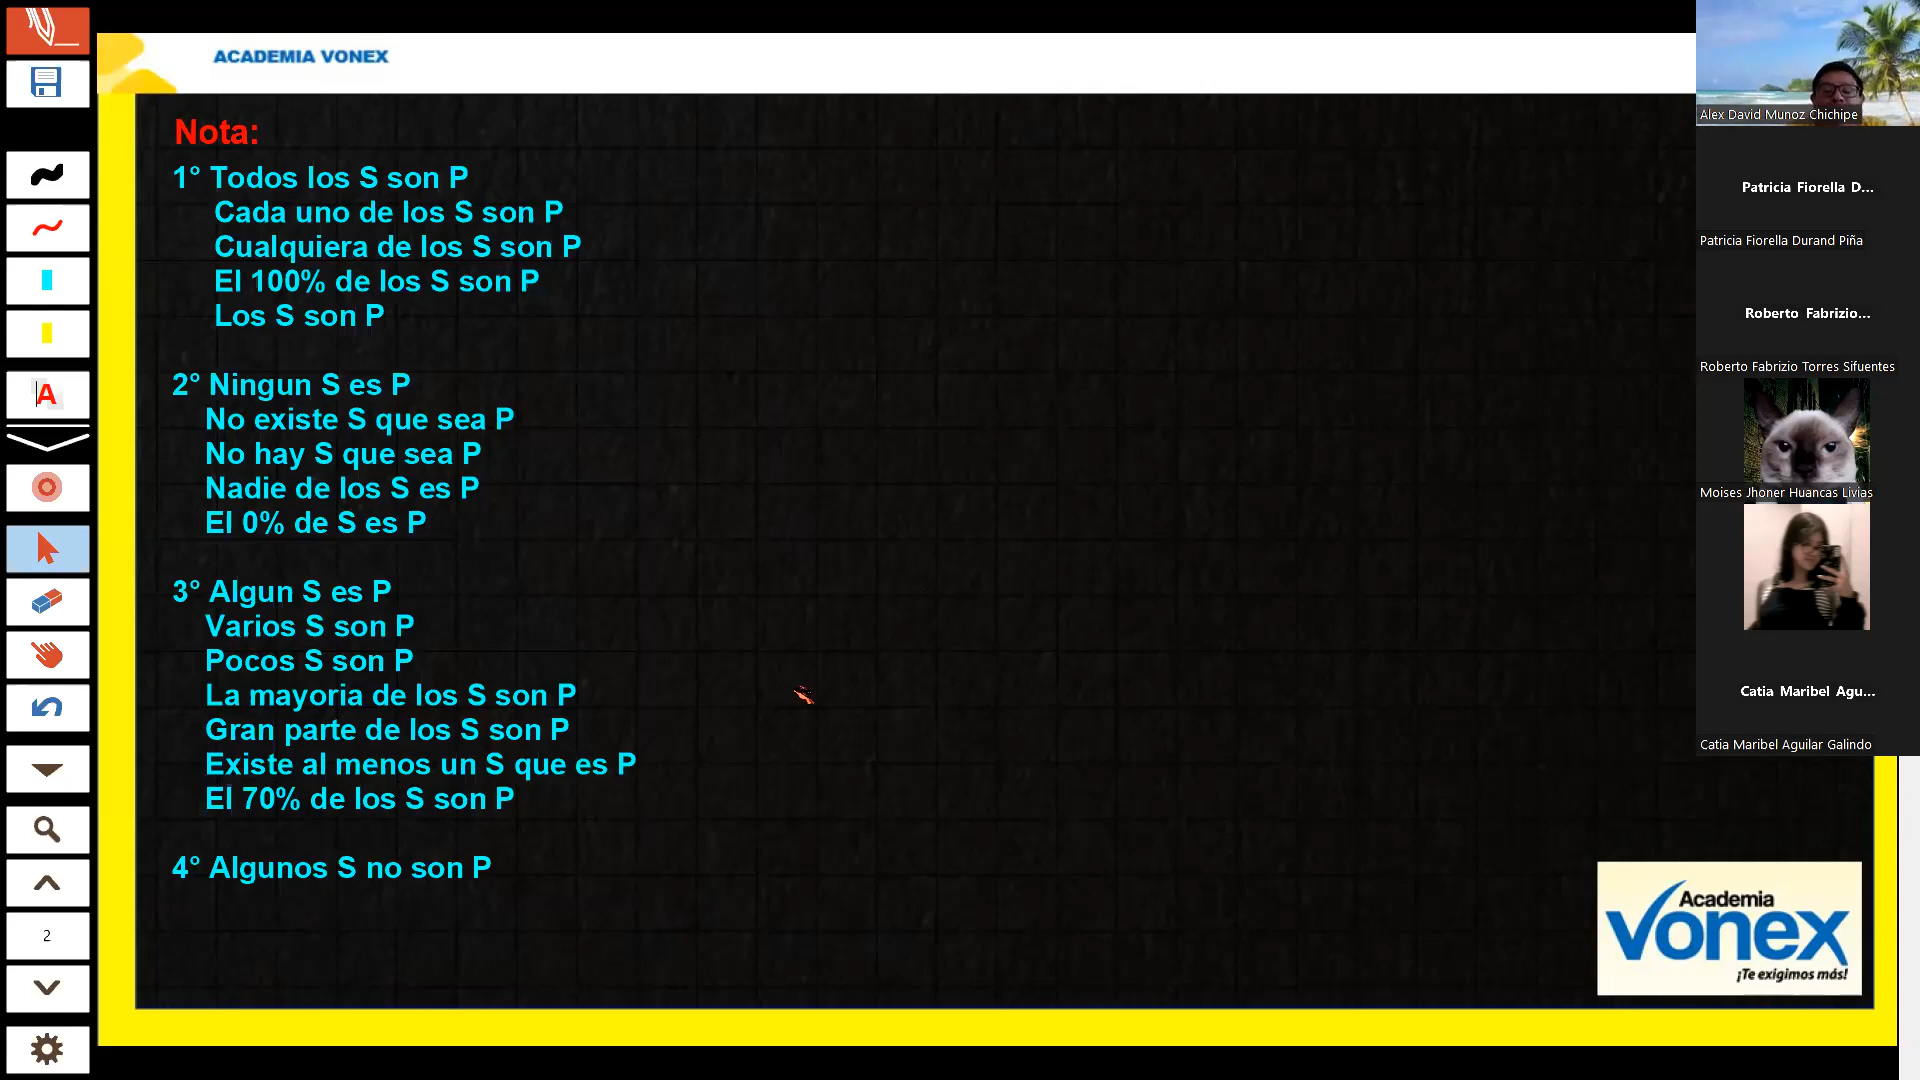 ACADEMIA VONEX
Nota:
1° Todos los S son P
Cada uno de los S son P
Cualquiera de los S son P
El 100% de los S son P
Los S son P
2° Ningun S es P
No existe S que sea P
No hay S que sea P
Nadie de los S es P
El 0% de S es P
3° Algun S es P
Varios S son P
Pocos S son P
La mayoria de los S son P
Gran parte de los S son P
Existe al menos un S que es P
El 70% de los S son P
4° Algunos S no son P
Academia
Vonex
¡Te exigimos más!
A
2
Alex David Munoz Chichipe
Patricia Fiorella D...
Patricia Fiorella Durand Piña
Roberto Fabrizio...
Roberto Fabrizio Torres Sifuentes
Moises Jhoner Huancas Livias
Catia Maribel Agu...
Catia Maribel Aguilar Galindo